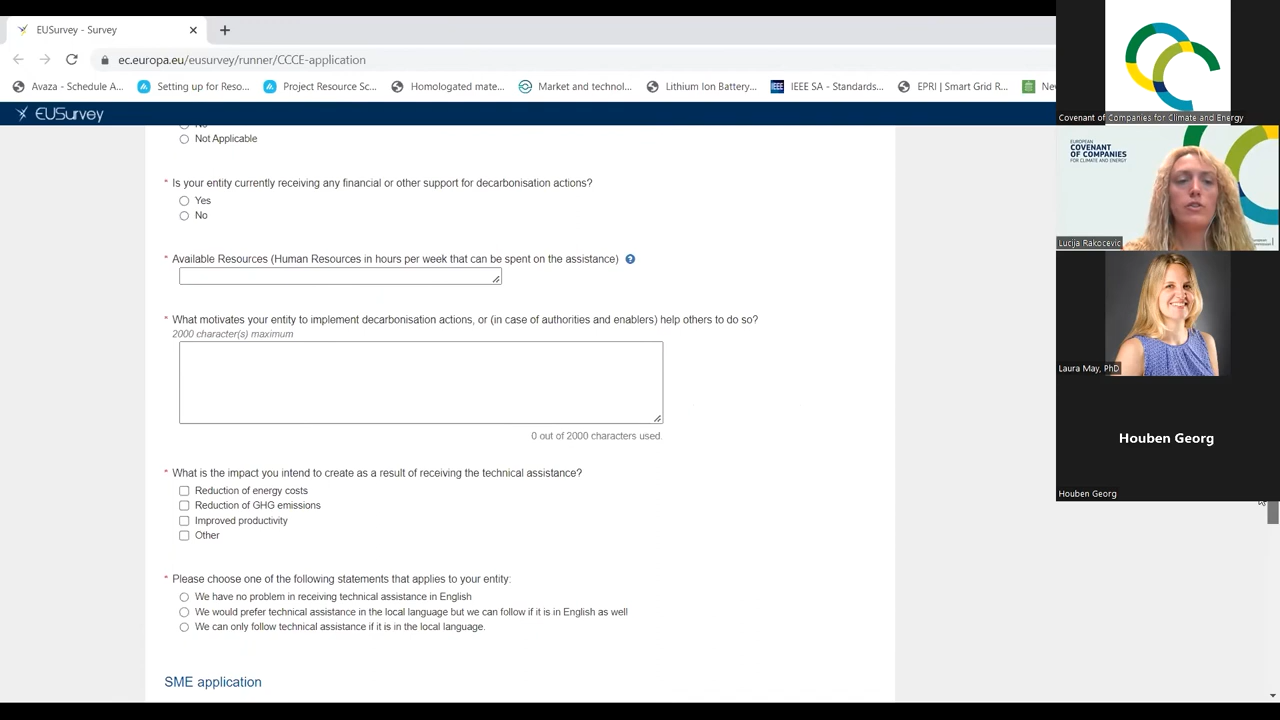 EUSurvey - Survey
ec.europa.eu/eusurvey/runner/CCCE-application
Avaza - Schedule A...
Setting up for Reso...
Project Resource Sc...
Homologated mate...
Market and technol...
Lithium Ion Battery...
IEEE SA - Standards...
EPRI | Smart Grid R...
EUSurvey
Not Applicable
* Is your entity currently receiving any financial or other support for decarbonisation actions?
Yes
No
* Available Resources (Human Resources in hours per week that can be spent on the assistance)
* What motivates your entity to implement decarbonisation actions, or (in case of authorities and enablers) help others to do so?
2000 character(s) maximum
0 out of 2000 characters used.
* What is the impact you intend to create as a result of receiving the technical assistance?
Reduction of energy costs
Reduction of GHG emissions
Improved productivity
Other
* Please choose one of the following statements that applies to your entity:
We have no problem in receiving technical assistance in English
We would prefer technical assistance in the local language but we can follow if it is in English as well
We can only follow technical assistance if it is in the local language.
SME application
Covenant of Companies for Climate and Energy
EUROPEAN
COVENANT
OF COMPANIES
FOR CLIMATE AND ENERGY
Lucija Rakocevic
Laura May, PhD
Houben Georg
Houben Georg